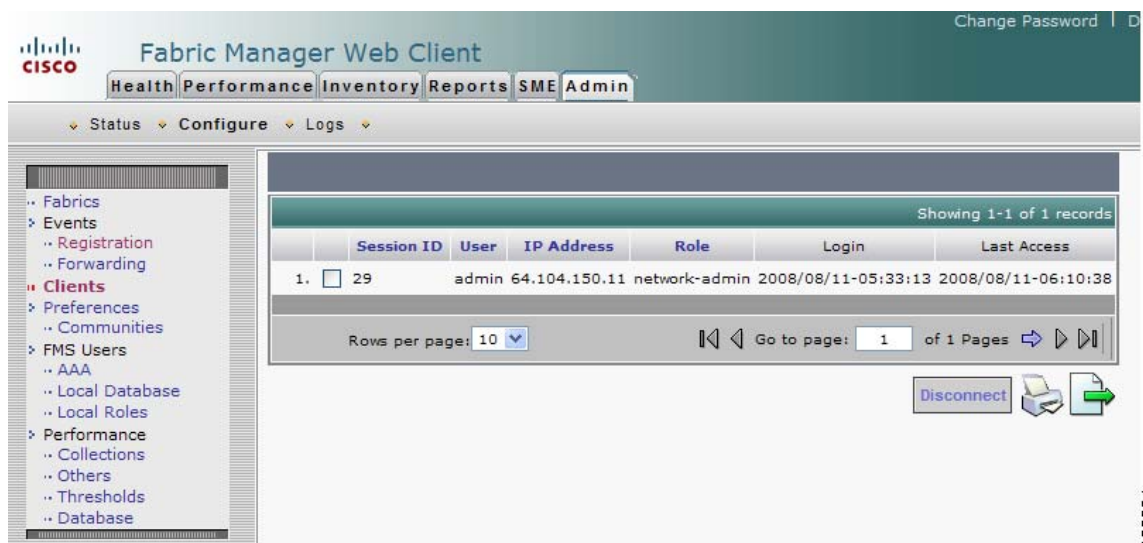 Change Password | D
CISCO
Fabric Manager Web Client
Health Performance Inventory Reports SME Admin
Status Configure Logs
Fabrics
Events
Registration
Forwarding
Clients
Preferences
Communities
FMS Users
AAA
Local Database
Local Roles
Performance
Collections
Others
Thresholds
Database
Showing 1-1 of 1 records
Session ID User IP Address Role Login Last Access
1. 29 admin 64.104.150.11 network-admin 2008/08/11-05:33:13 2008/08/11-06:10:38
Rows per page: 10 Go to page: 1 of 1 Pages
Disconnect